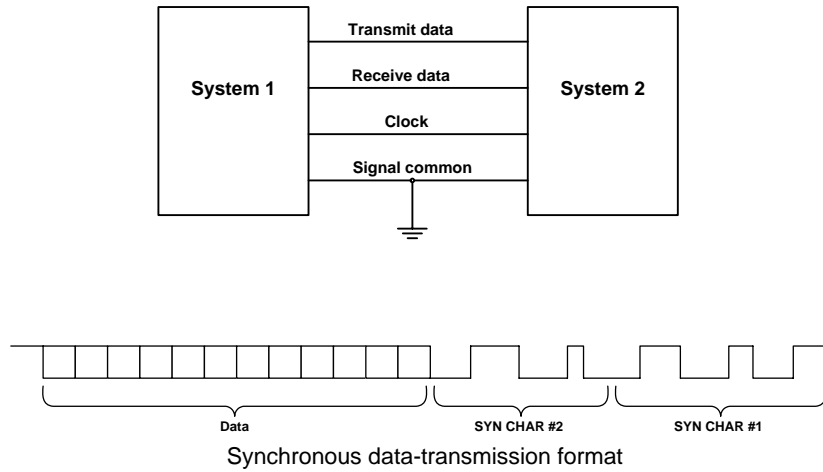 Transmit data
System 1
Receive data
System 2
Clock
Signal common
Data
SYN CHAR #2
SYN CHAR #1
Synchronous data-transmission format